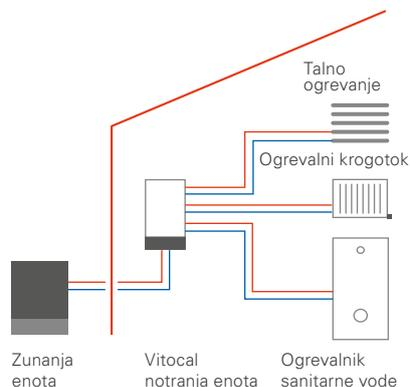 Talno
ogrevanje
Ogrevalni krogotok
Zunanja
enota
Vitocal
notranja enota
Ogrevalnik
sanitarne vode